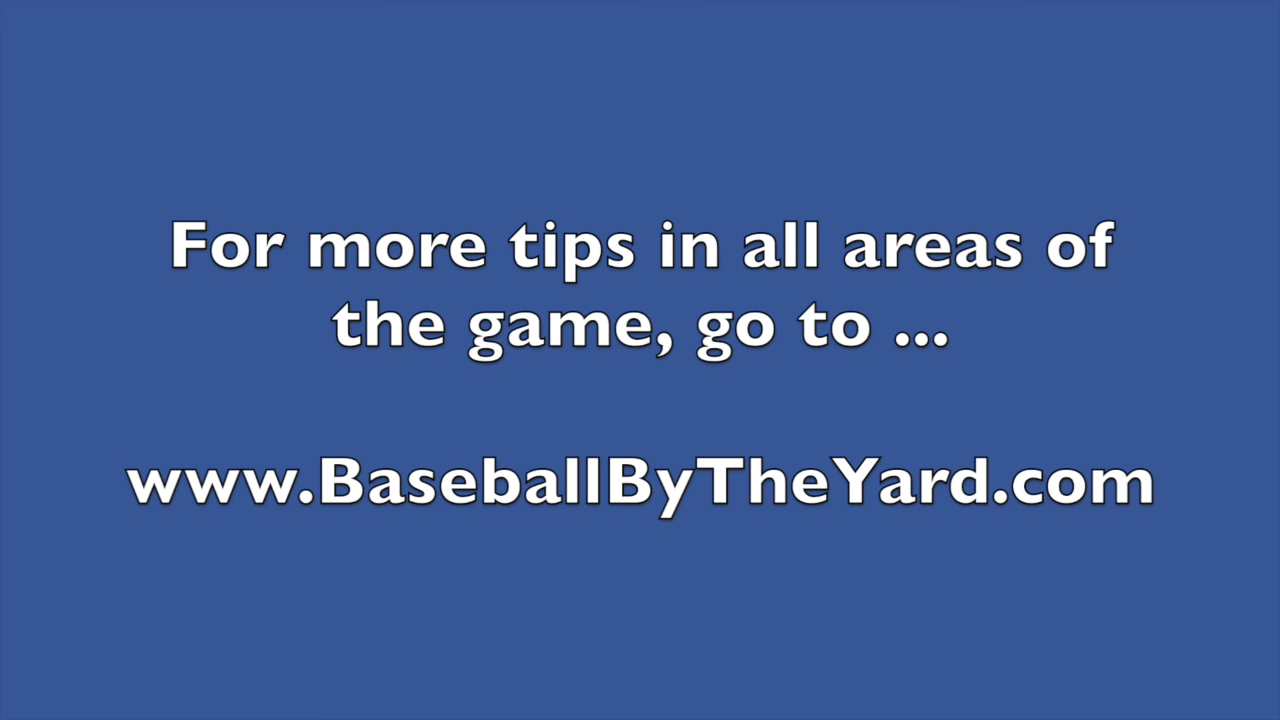 For more tips in all areas of
the game, go to ...
www.BaseballByTheYard.com